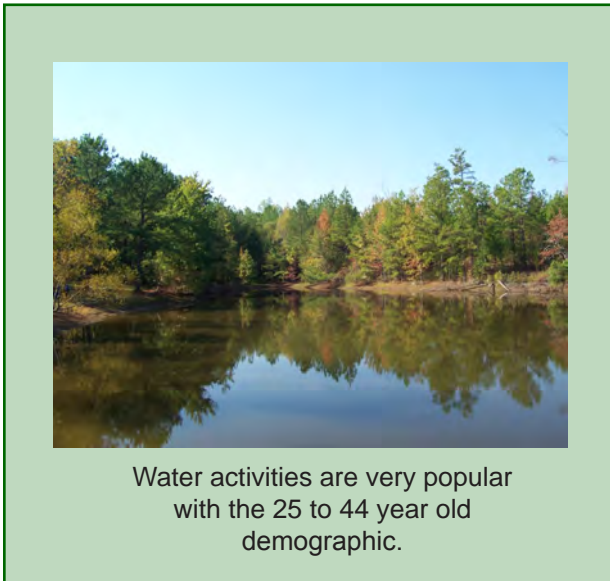 Water activities are very popular
with the 25 to 44 year old
demographic.